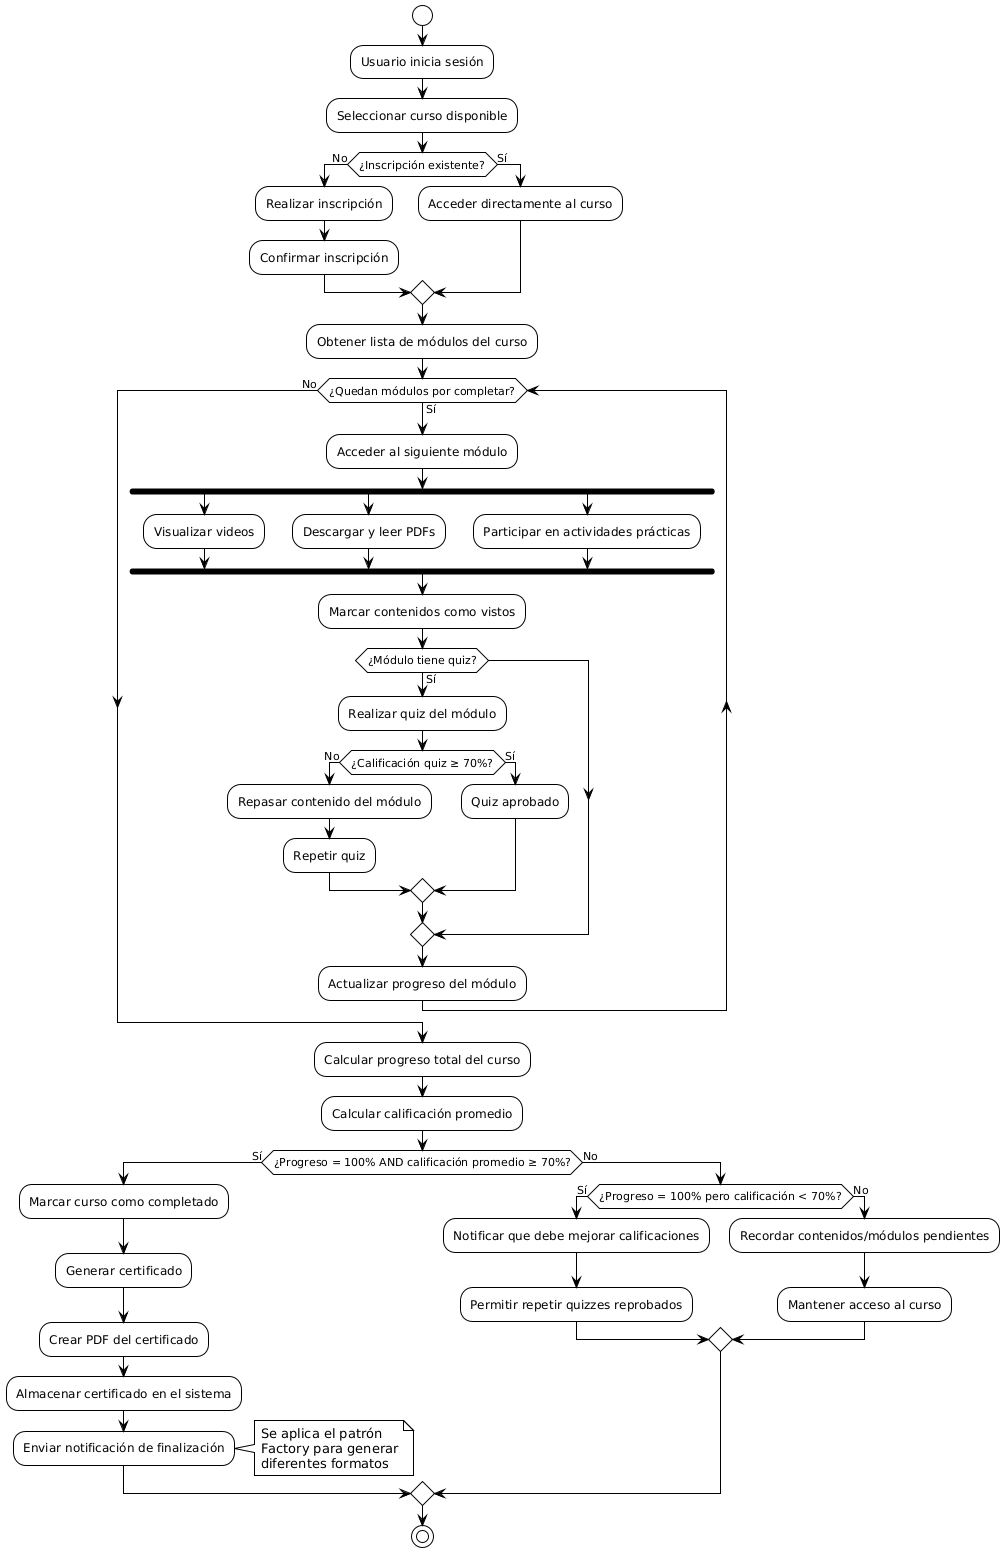 Usuario inicia sesión
Seleccionar curso disponible
No
¿Inscripción existente?
Sí
Realizar inscripción
Acceder directamente al curso
Confirmar inscripción
Obtener lista de módulos del curso
No
¿Quedan módulos por completar?
Sí
Acceder al siguiente módulo
Visualizar videos
Descargar y leer PDFs
Participar en actividades prácticas
Marcar contenidos como vistos
¿Módulo tiene quiz?
Sí
Realizar quiz del módulo
No
¿Calificación quiz ≥ 70%?
Sí
Repasar contenido del módulo
Quiz aprobado
Repetir quiz
Actualizar progreso del módulo
Calcular progreso total del curso
Calcular calificación promedio
Sí
¿Progreso = 100% AND calificación promedio ≥ 70%?
No
Sí
¿Progreso = 100% pero calificación < 70%?
No
Marcar curso como completado
Notificar que debe mejorar calificaciones
Recordar contenidos/módulos pendientes
Generar certificado
Permitir repetir quizzes reprobados
Mantener acceso al curso
Crear PDF del certificado
Almacenar certificado en el sistema
Enviar notificación de finalización
Se aplica el patrón
Factory para generar
diferentes formatos